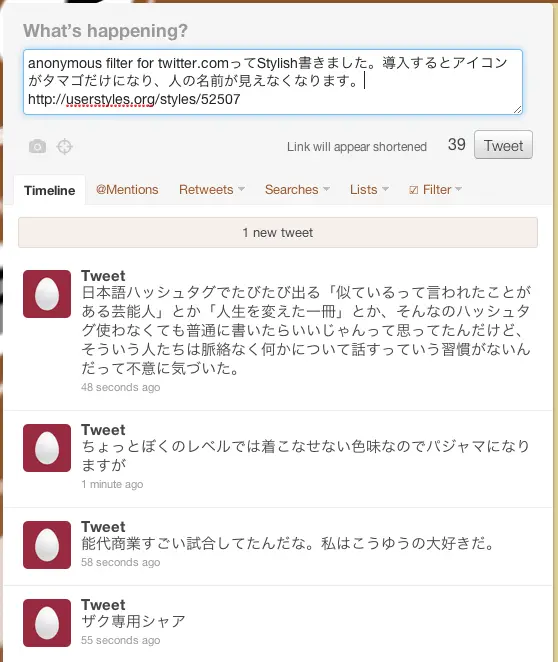 What's happening?
anonymous filter for twitter.comってStylish書きました。導入するとアイコン
がタマゴだけになり、人の名前が見えなくなります。
http://userstyles.org/styles/52507
Link will appear shortened 39 Tweet
Timeline @Mentions Retweets Searches Lists ☑ Filter
1 new tweet
Tweet
日本語ハッシュタグでたびたび出る「似ているって言われたことが
ある芸能人」とか「人生を変えた一冊」とか、そんなのハッシュタ
グ使わなくても普通に書いたらいいじゃんって思ってたんだけど、
そういう人たちは脈絡なく何かについて話すっていう習慣がないん
だって不意に気づいた。
48 seconds ago
Tweet
ちょっとぼくのレベルでは着こなせない色味なのでパジャマになり
ますが
1 minute ago
Tweet
能代商業すごい試合してたんだな。私はこうゆうの大好きだ。
58 seconds ago
Tweet
ザク専用シャア
55 seconds ago